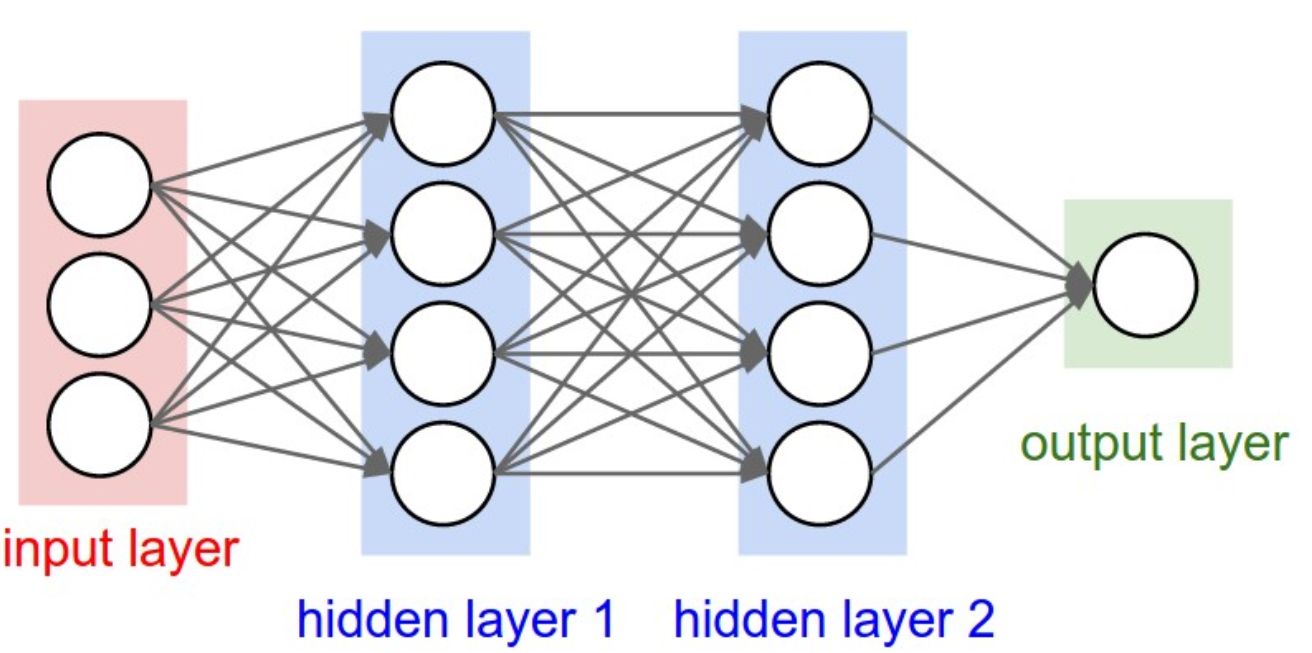 input layer
hidden layer 1
hidden layer 2
output layer